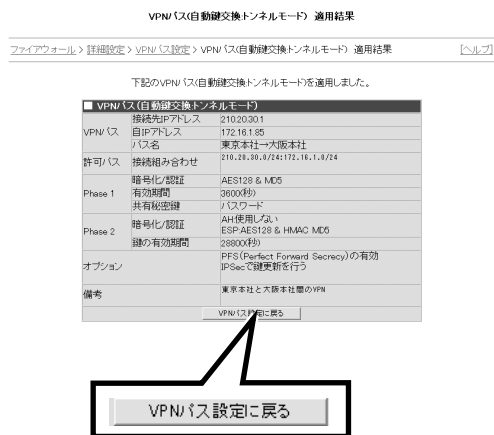 VPNパス(自動鍵交換トンネルモード) 適用結果
ファイアウォール > 詳細設定 > VPNパス設定 > VPNパス(自動鍵交換トンネルモード) 適用結果 [ヘルプ]
下記のVPNパス(自動鍵交換トンネルモード)を適用しました。
■ VPNパス(自動鍵交換トンネルモード)
VPNパス 接続先IPアドレス 210.20.30.1
自IPアドレス 172.16.1.85
パス名 東京本社→大阪本社
許可パス 接続組み合わせ 210.20.30.0/24:172.16.1.0/24
Phase 1 暗号化/認証 AES128 & MD5
有効期間 3600(秒)
共有秘密鍵 パスワード
Phase 2 暗号化/認証 AH:使用しない
ESP:AES128 & HMAC MD5
鍵の有効期間 28800(秒)
オプション PFS(Perfect Forward Secrecy)の有効
IPSecで鍵更新を行う
備考 東京本社と大阪本社間のVPN
VPNパス設定に戻る
VPNパス設定に戻る